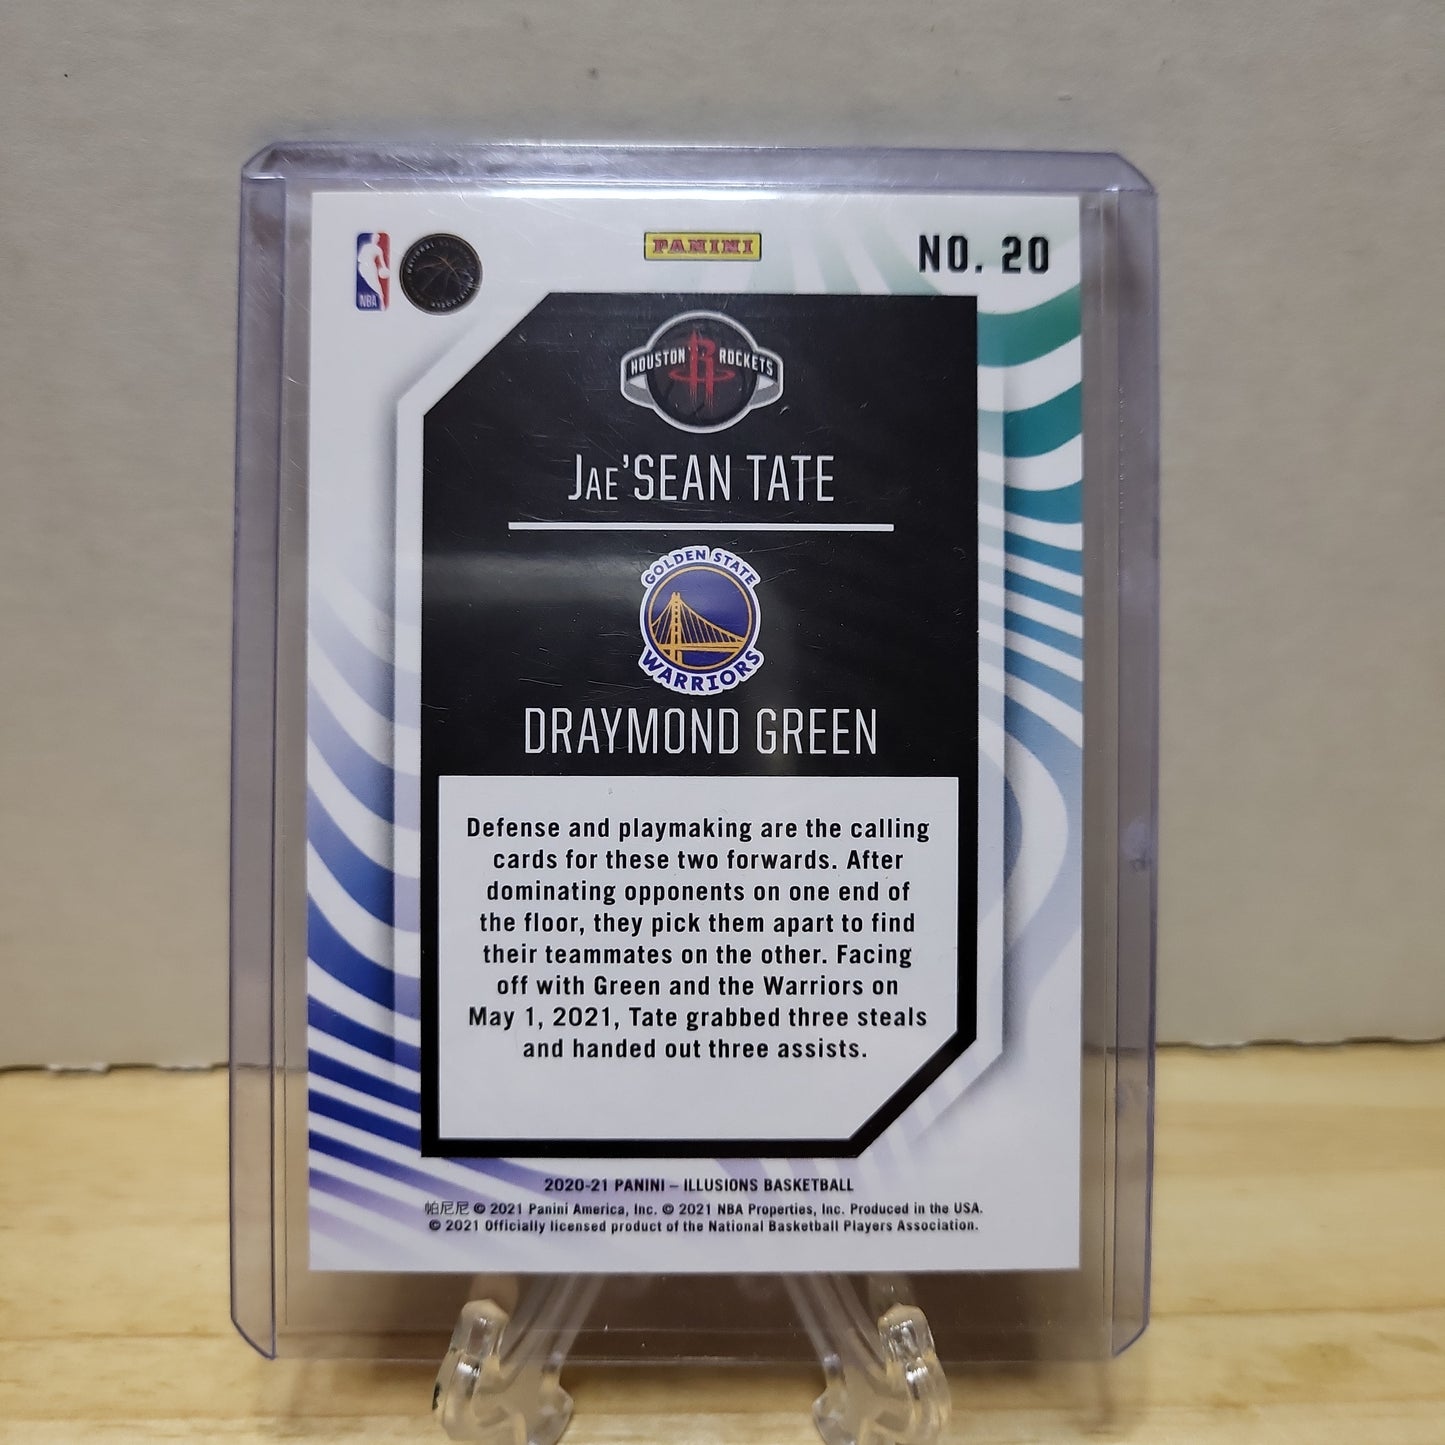 PANINI
NO. 20
NBA
HOUSTON ROCKETS
JAE'SEAN TATE
GOLDEN STATE
WARRIORS
DRAYMOND GREEN
Defense and playmaking are the calling
cards for these two forwards. After
dominating opponents on one end of
the floor, they pick them apart to find
their teammates on the other. Facing
off with Green and the Warriors on
May 1, 2021, Tate grabbed three steals
and handed out three assists.
2020-21 PANINI – ILLUSIONS BASKETBALL
帕尼尼 © 2021 Panini America, Inc. © 2021 NBA Properties, Inc. Produced in the USA.
© 2021 Officially licensed product of the National Basketball Players Association.